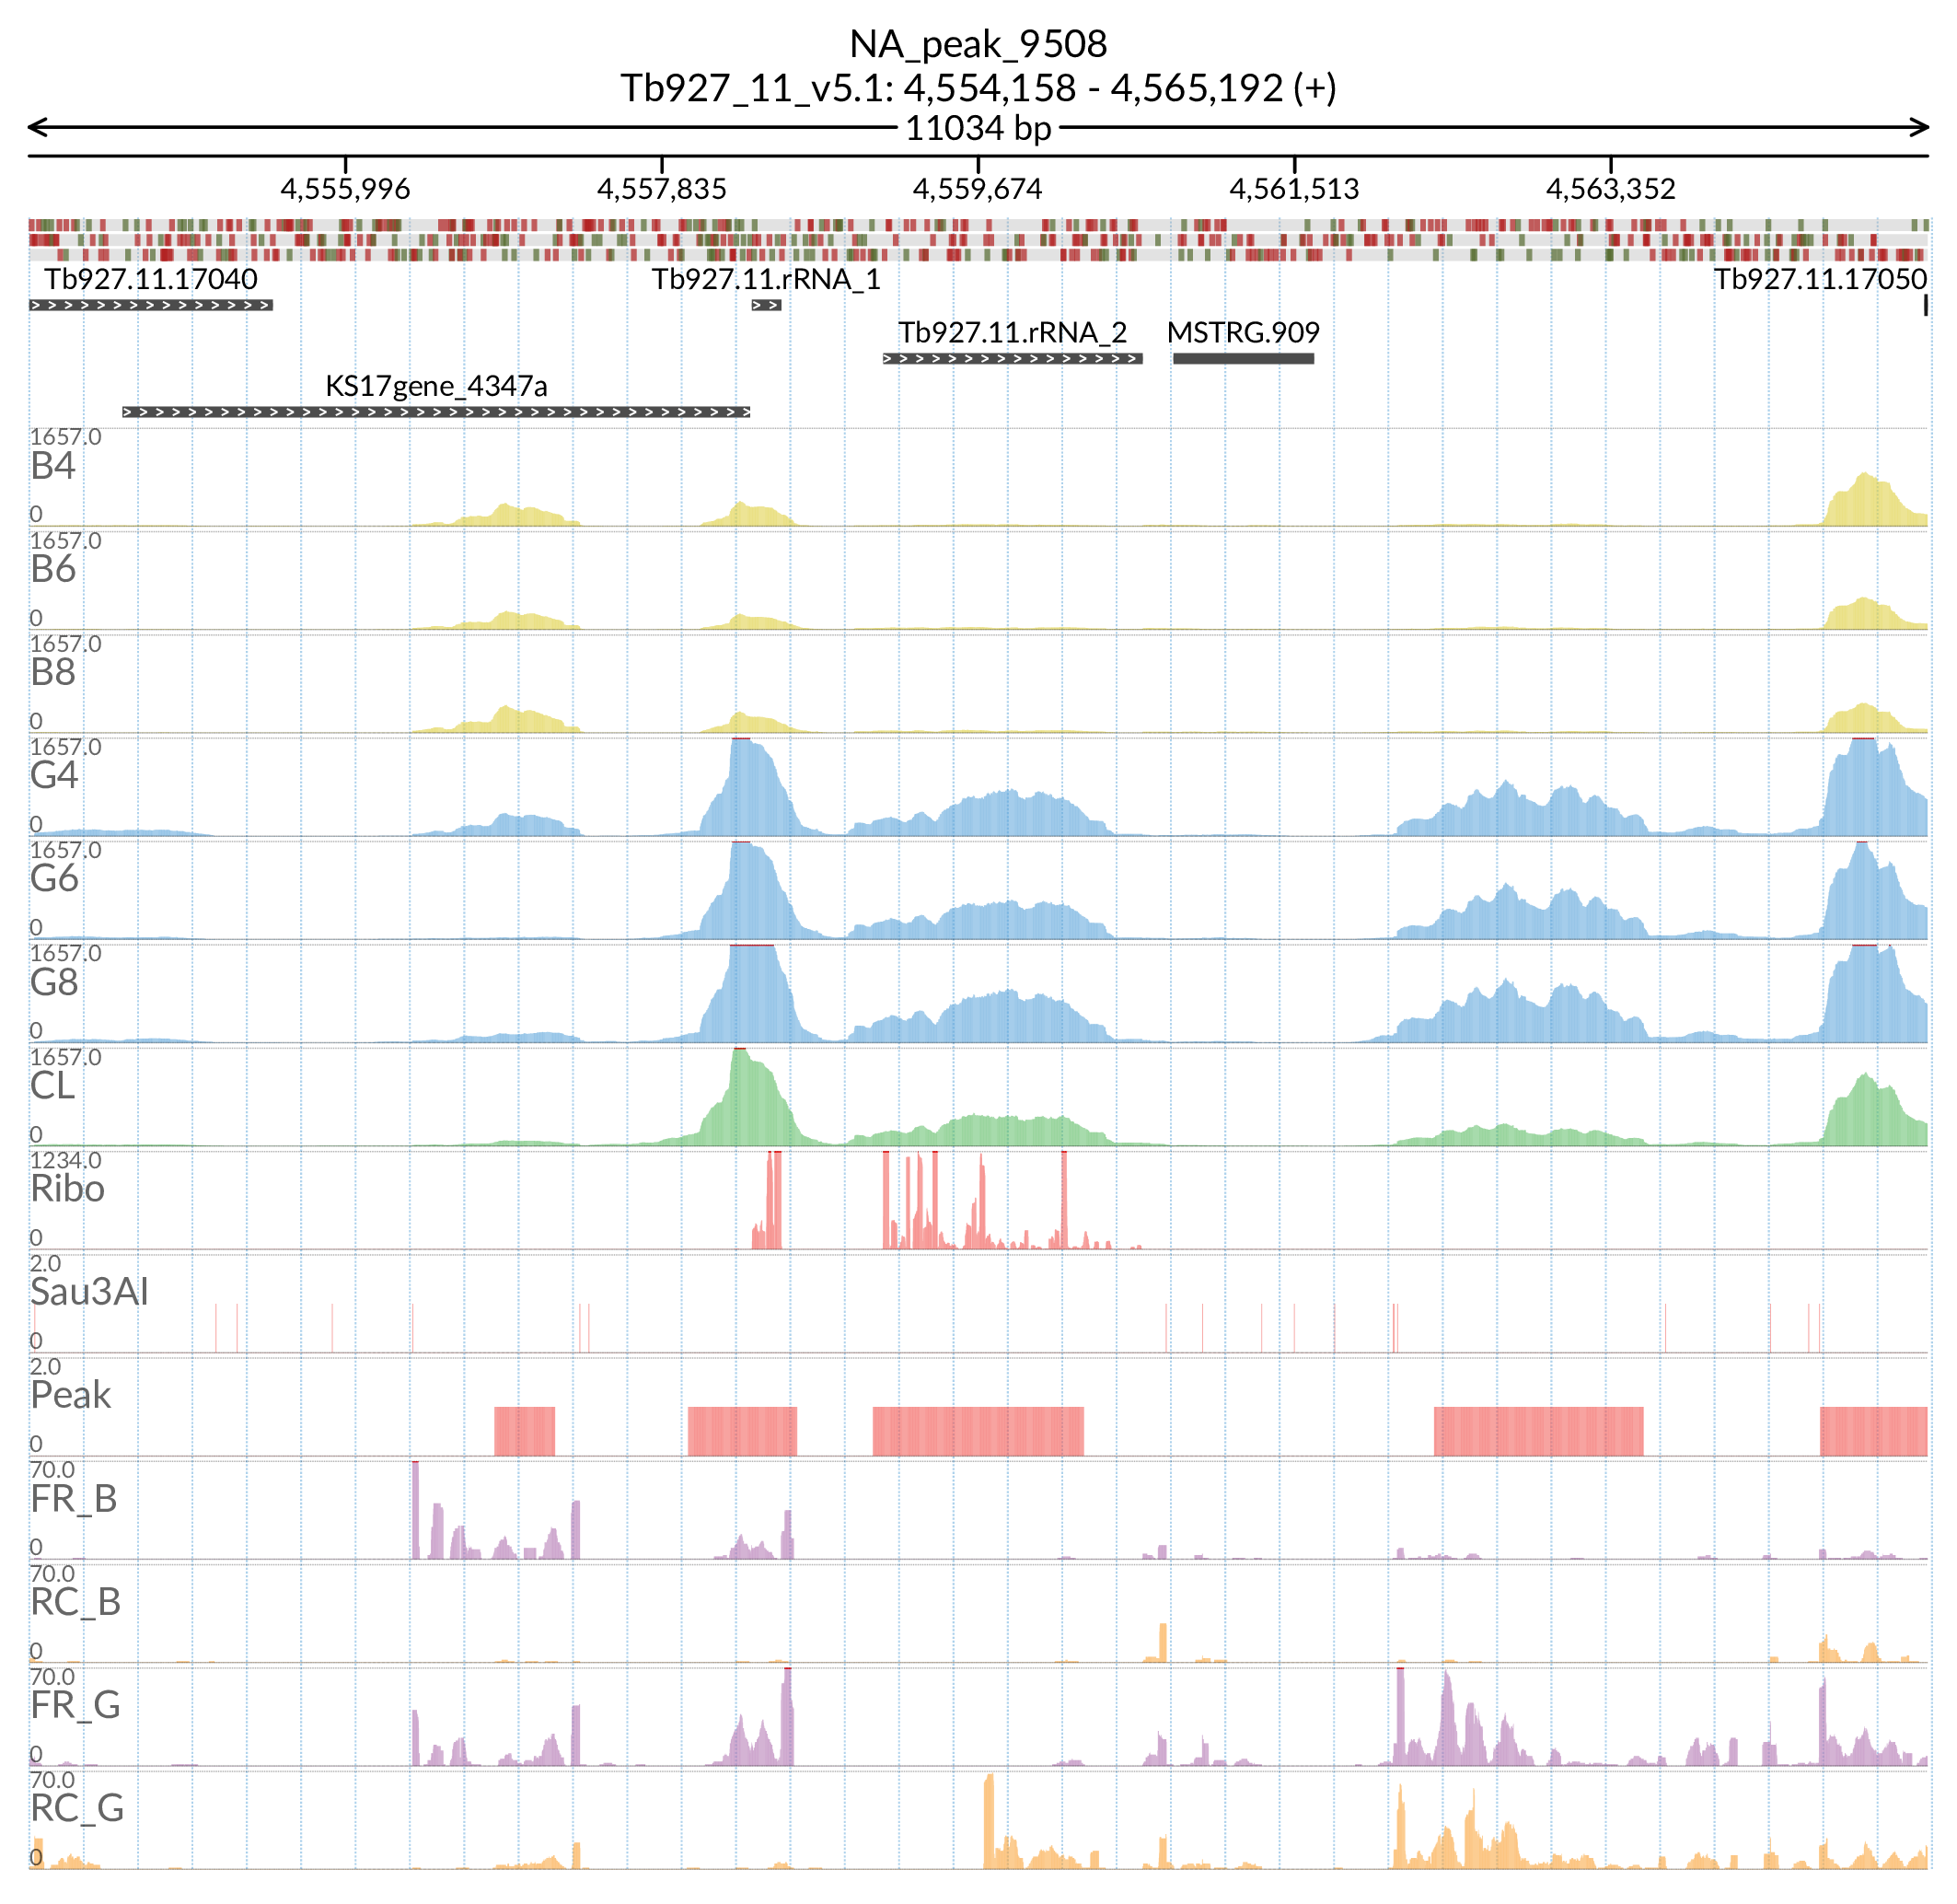 NA_peak_9508
Tb927_11_v5.1: 4,554,158 - 4,565,192 (+)
11034 bp
4,555,996 4,557,835 4,559,674 4,561,513 4,563,352
Tb927.11.17040 Tb927.11.rRNA_1 Tb927.11.17050
Tb927.11.rRNA_2 MSTRG.909
KS17gene_4347a
1657.0
B4
0
1657.0
B6
0
1657.0
B8
0
1657.0
G4
0
1657.0
G6
0
1657.0
G8
0
1657.0
CL
0
1234.0
Ribo
0
2.0
Sau3AI
0
2.0
Peak
0
70.0
FR_B
0
70.0
RC_B
0
70.0
FR_G
0
70.0
RC_G
0